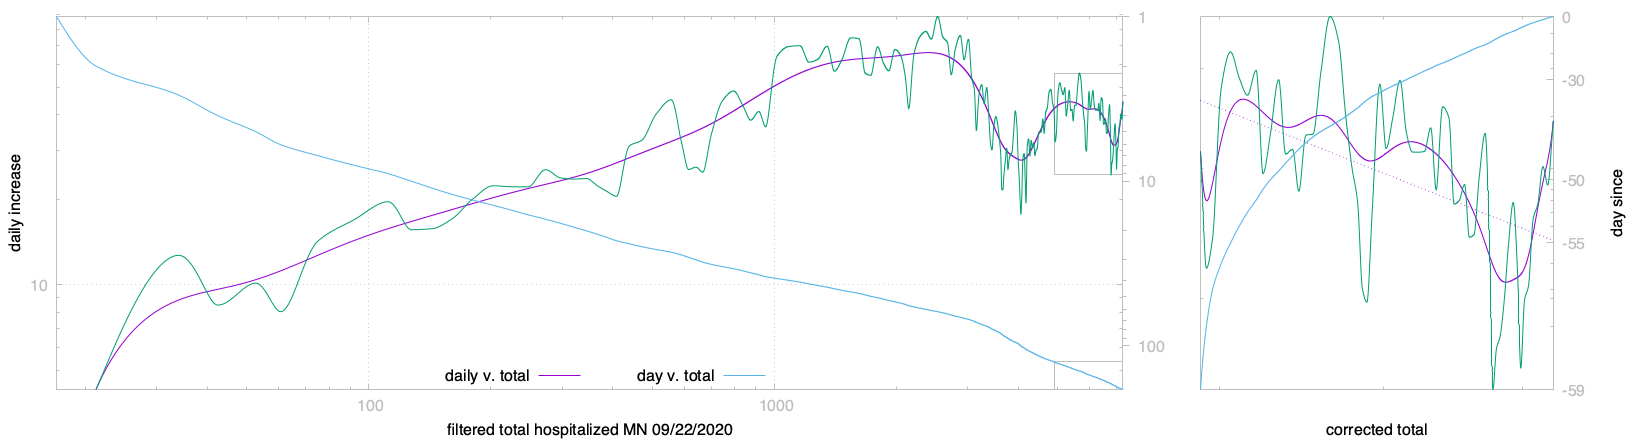 1
10
100
daily increase
10
daily v. total
day v. total
100
1000
filtered total hospitalized MN 09/22/2020
0
-30
-50
-55
-59
day since
corrected total